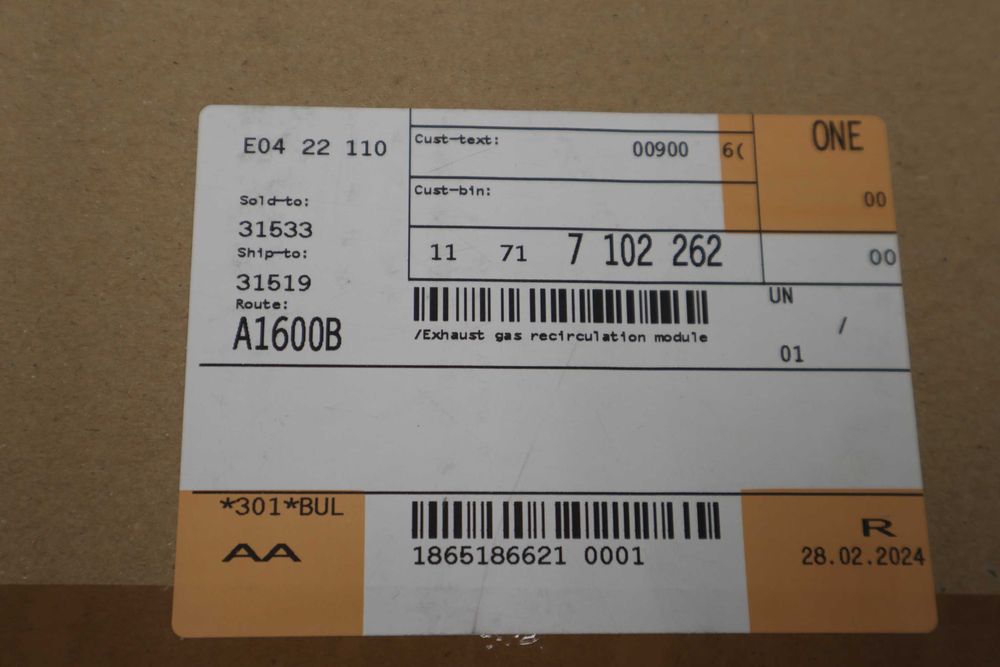 E04 22 110
Cust-text:
00900 6(
ONE
Cust-bin:
00
Sold-to:
31533
11 71 7 102 262
00
Ship-to:
31519
Route:
A1600B
/Exhaust gas recirculation module
UN
/
01
*301*BUL
AA
1865186621 0001
R
28.02.2024